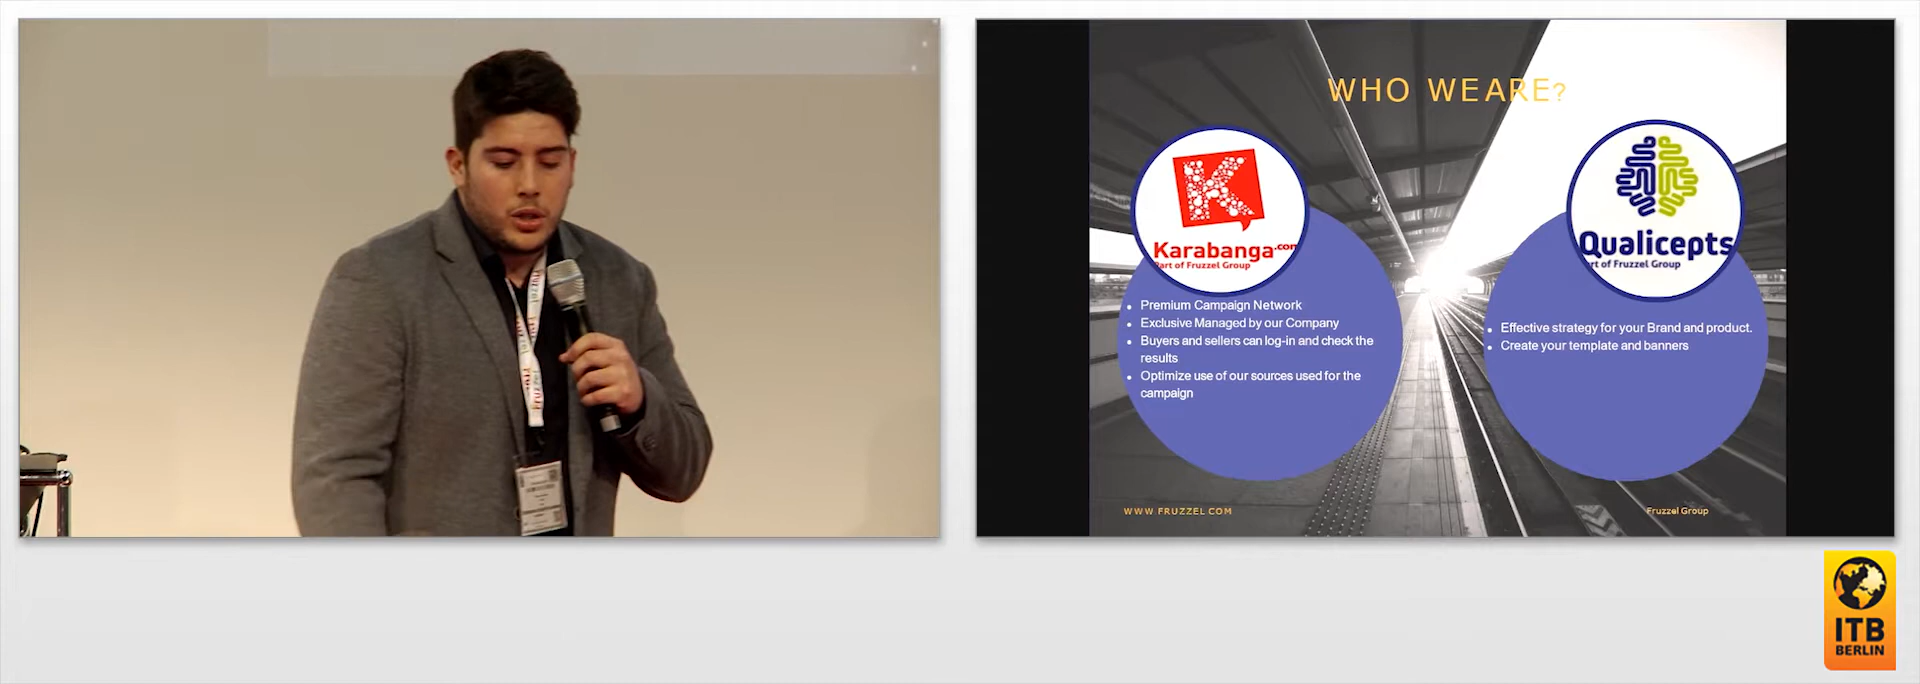 WHO WEARE?
Karabanga.com
Part of Fruzzel Group
• Premium Campaign Network
• Exclusive Managed by our Company
• Buyers and sellers can log-in and check the
results
• Optimize use of our sources used for the
campaign
Qualicepts
rt of Fruzzel Group
• Effective strategy for your Brand and product.
• Create your template and banners
WWW.FRUZZEL.COM
Fruzzel Group
Fruzzel
ITB
BERLIN